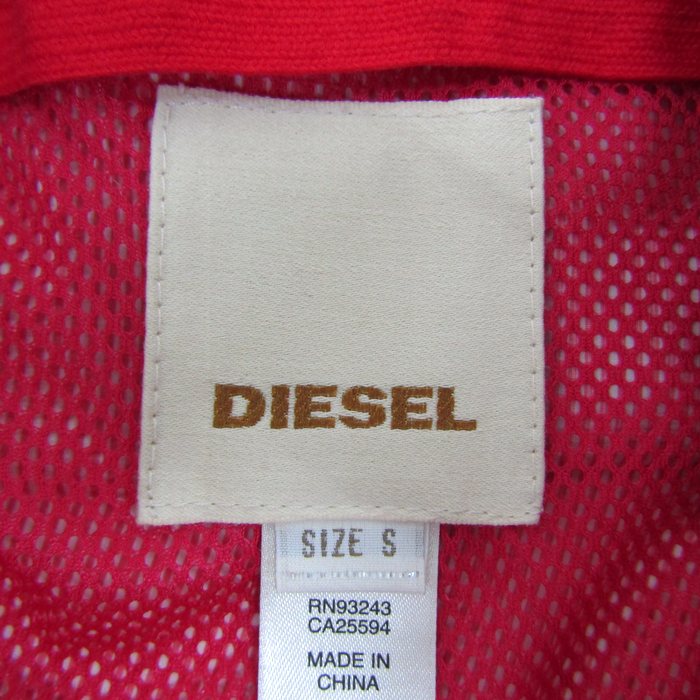 DIESEL
SIZE S
RN93243
CA25594
MADE IN
CHINA